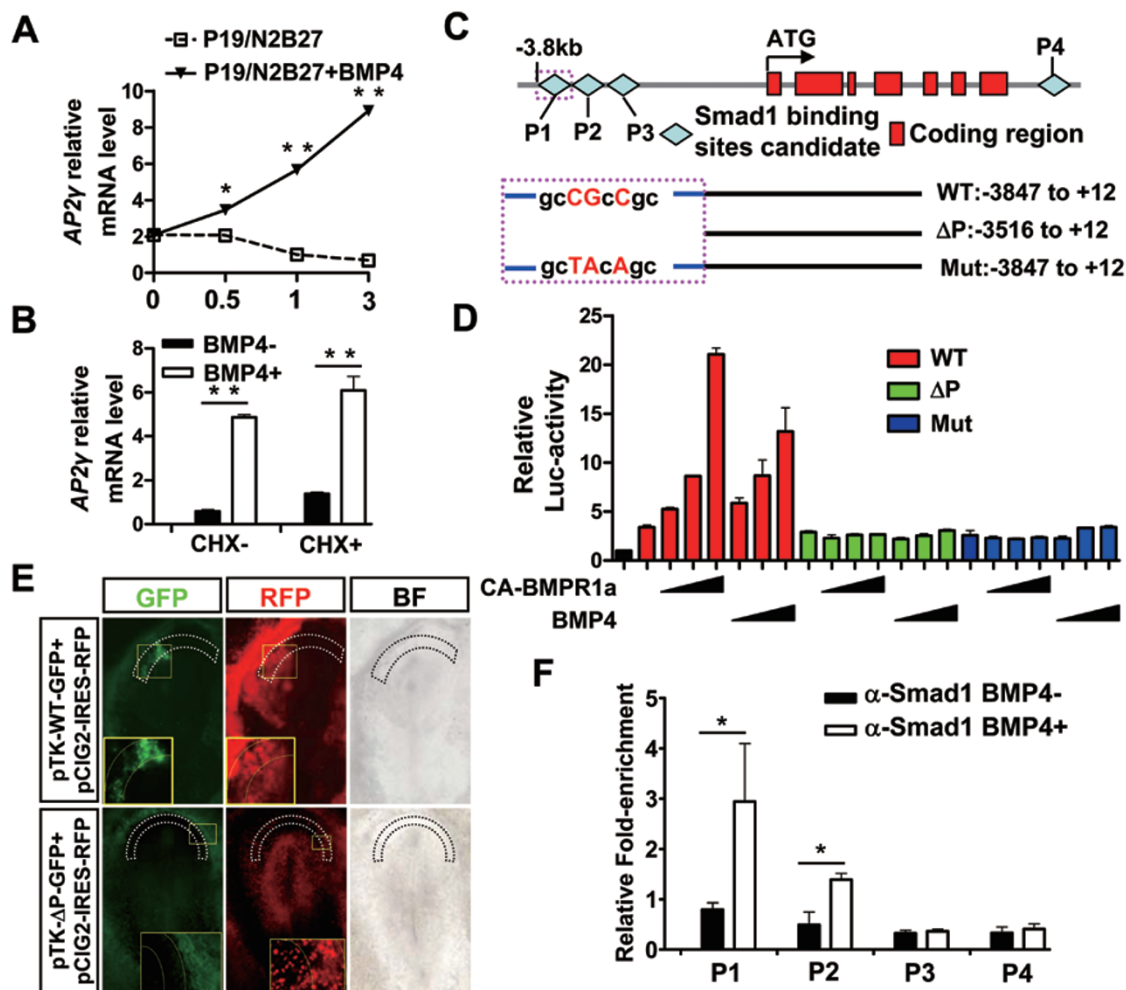 A
P19/N2B27
P19/N2B27+BMP4
AP2γ relative
mRNA level
10
8
6
4
2
0
* * *
* *
*
0 0.5 1 3
B
BMP4-
BMP4+
AP2γ relative
mRNA level
8
6
4
2
0
* *
* *
CHX- CHX+
C
-3.8kb
ATG
P4
P1 P2 P3
Smad1 binding
sites candidate
Coding region
gcCGcCgc
WT:-3847 to +12
ΔP:-3516 to +12
gcTAcAgc
Mut:-3847 to +12
D
Relative
Luc-activity
25
20
15
10
5
0
WT
ΔP
Mut
CA-BMPR1a
BMP4
E
GFP RFP BF
pTK-WT-GFP+
pCIG2-IRES-RFP
pTK-ΔP-GFP+
pCIG2-IRES-RFP
F
Relative Fold-enrichment
5
4
3
2
1
0
α-Smad1 BMP4-
α-Smad1 BMP4+
*
*
P1 P2 P3 P4